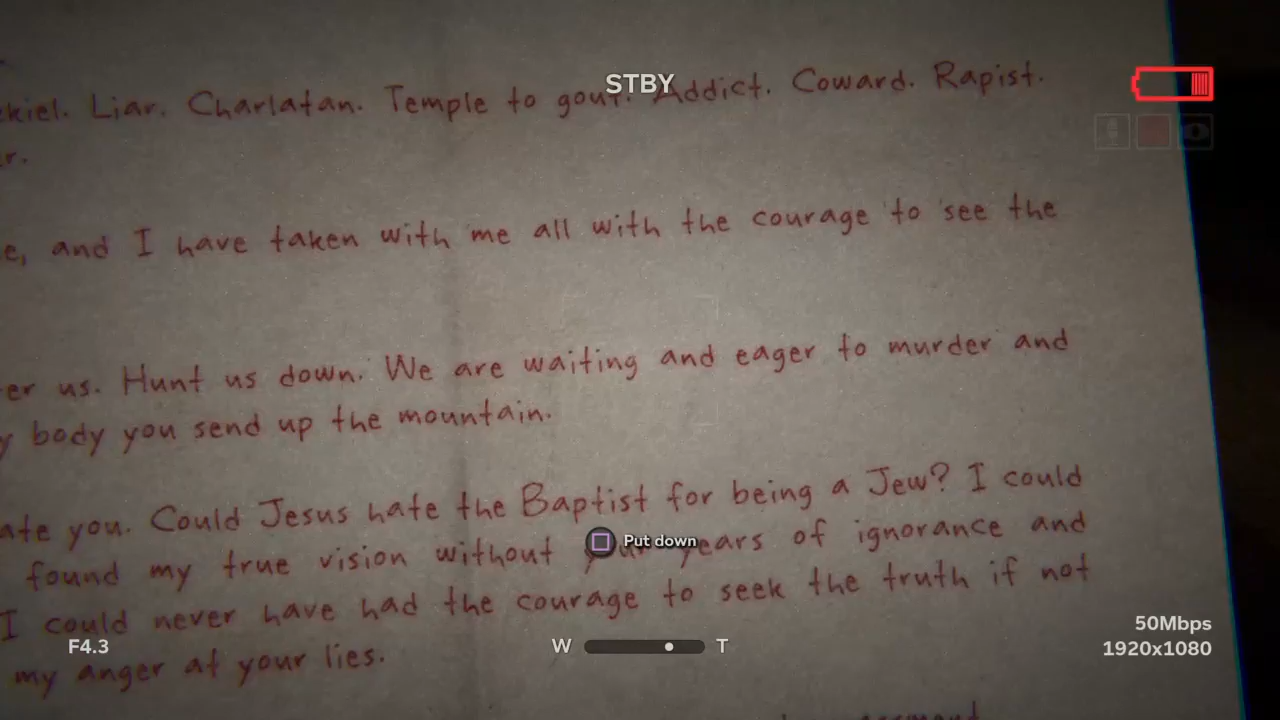 STBY
kiel. Liar. Charlatan. Temple to gout. Addict. Coward. Rapist.
r.
e, and I have taken with me all with the courage to see the
er us. Hunt us down. We are waiting and eager to murder and
y body you send up the mountain.
ate you. Could Jesus hate the Baptist for being a Jew? I could
found my true vision without your years of ignorance and
Put down
I could never have had the courage to seek the truth if not
my anger at your lies.
F4.3
W T
50Mbps
1920x1080